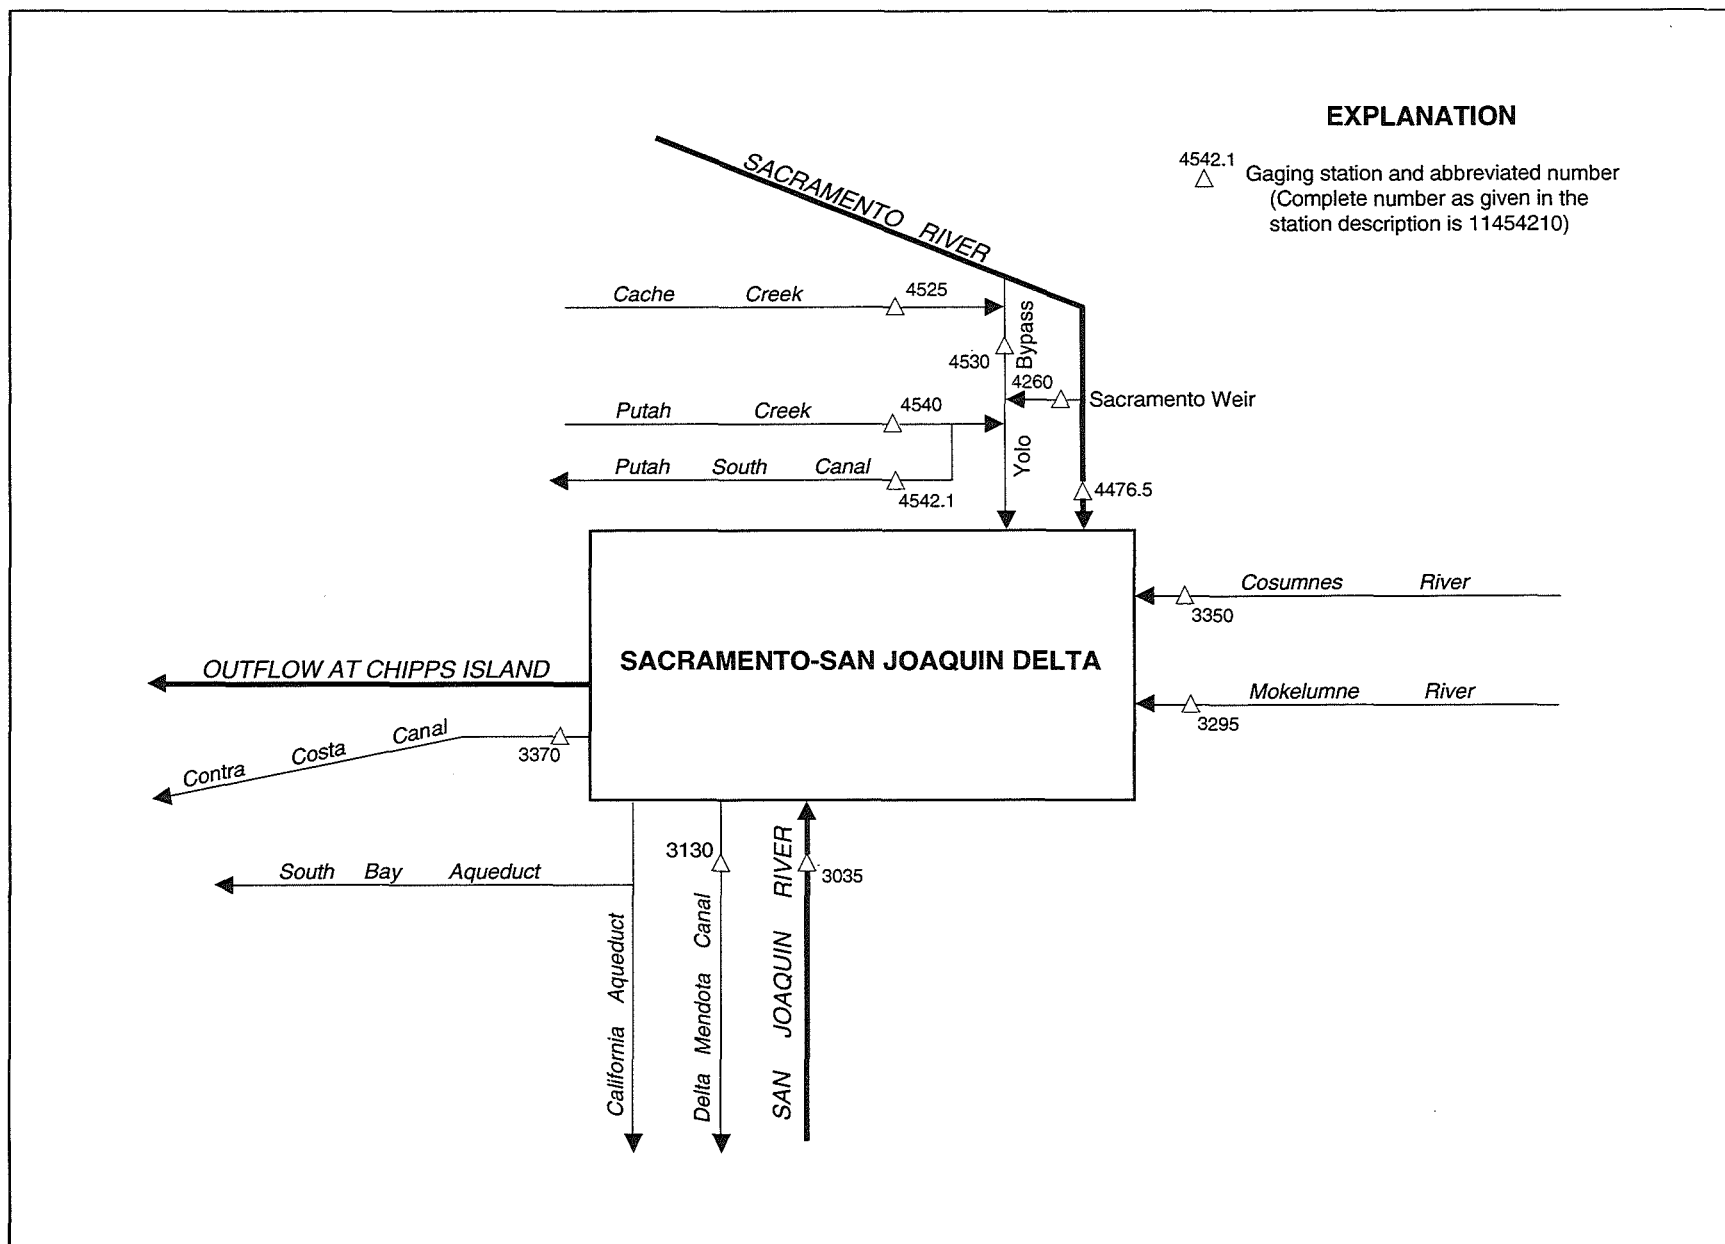 EXPLANATION
4542.1
Gaging station and abbreviated number
(Complete number as given in the
station description is 11454210)
SACRAMENTO RIVER
Cache Creek
4525
4530
Yolo Bypass
4260
Sacramento Weir
Putah Creek
4540
Putah South Canal
4542.1
4476.5
Cosumnes River
3350
SACRAMENTO-SAN JOAQUIN DELTA
OUTFLOW AT CHIPPS ISLAND
Mokelumne River
3295
Contra Costa Canal
3370
South Bay Aqueduct
California Aqueduct
3130
Delta Mendota Canal
SAN JOAQUIN RIVER
3035